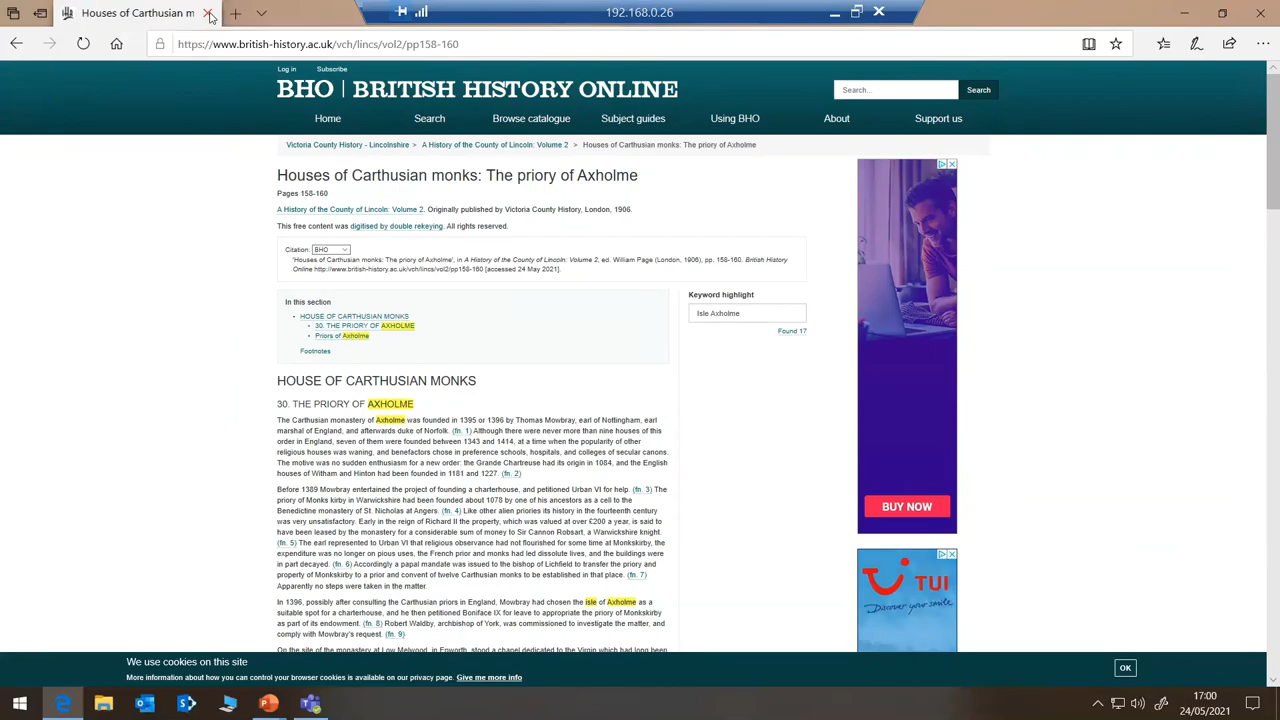 192.168.0.26
https://www.british-history.ac.uk/vch/lincs/vol2/pp158-160
Log in Subscribe
BHO | BRITISH HISTORY ONLINE
Search... Search
Home Search Browse catalogue Subject guides Using BHO About Support us
Victoria County History - Lincolnshire > A History of the County of Lincoln: Volume 2 > Houses of Carthusian monks: The priory of Axholme
Houses of Carthusian monks: The priory of Axholme
Pages 158-160
A History of the County of Lincoln: Volume 2. Originally published by Victoria County History, London, 1906.
This free content was digitised by double rekeying. All rights reserved.
Citation: BHO
'Houses of Carthusian monks: The priory of Axholme', in A History of the County of Lincoln: Volume 2, ed. William Page (London, 1906), pp. 158-160. British History
Online http://www.british-history.ac.uk/vch/lincs/vol2/pp158-160 [accessed 24 May 2021].
In this section
HOUSE OF CARTHUSIAN MONKS
30. THE PRIORY OF AXHOLME
Priors of Axholme
Footnotes
Keyword highlight
Isle Axholme
Found 17
HOUSE OF CARTHUSIAN MONKS
30. THE PRIORY OF AXHOLME
The Carthusian monastery of Axholme was founded in 1395 or 1396 by Thomas Mowbray, earl of Nottingham, earl
marshal of England, and afterwards duke of Norfolk. (fn. 1) Although there were never more than nine houses of this
order in England, seven of them were founded between 1343 and 1414, at a time when the popularity of other
religious houses was waning, and benefactors chose in preference schools, hospitals, and colleges of secular canons.
The motive was no sudden enthusiasm for a new order: the Grande Chartreuse had its origin in 1084, and the English
houses of Witham and Hinton had been founded in 1181 and 1227. (fn. 2)
Before 1389 Mowbray entertained the project of founding a charterhouse, and petitioned Urban VI for help. (fn. 3) The
priory of Monks kirby in Warwickshire had been founded about 1078 by one of his ancestors as a cell to the
Benedictine monastery of St. Nicholas at Angers. (fn. 4) Like other alien priories its history in the fourteenth century
was very unsatisfactory. Early in the reign of Richard II the property, which was valued at over £200 a year, is said to
have been leased by the monastery for a considerable sum of money to Sir Cannon Robsart, a Warwickshire knight.
(fn. 5) The earl represented to Urban VI that religious observance had not flourished for some time at Monkskirby, the
expenditure was no longer on pious uses, the French prior and monks had led dissolute lives, and the buildings were
in part decayed. (fn. 6) Accordingly a papal mandate was issued to the bishop of Lichfield to transfer the priory and
property of Monkskirby to a prior and convent of twelve Carthusian monks to be established in that place. (fn. 7)
Apparently no steps were taken in the matter.
In 1396, possibly after consulting the Carthusian priors in England, Mowbray had chosen the isle of Axholme as a
suitable spot for a charterhouse, and he then petitioned Boniface IX for leave to appropriate the priory of Monkskirby
as part of its endowment. (fn. 8) Robert Waldby, archbishop of York, was commissioned to investigate the matter, and
comply with Mowbray's request. (fn. 9)
On the site of the monastery at Low Melwood, in Epworth, stood a chapel dedicated to the Virgin which had long been
BUY NOW
TUI
Discover your smile
We use cookies on this site
More information about how you can control your browser cookies is available on our privacy page. Give me more info
OK
17:00
24/05/2021